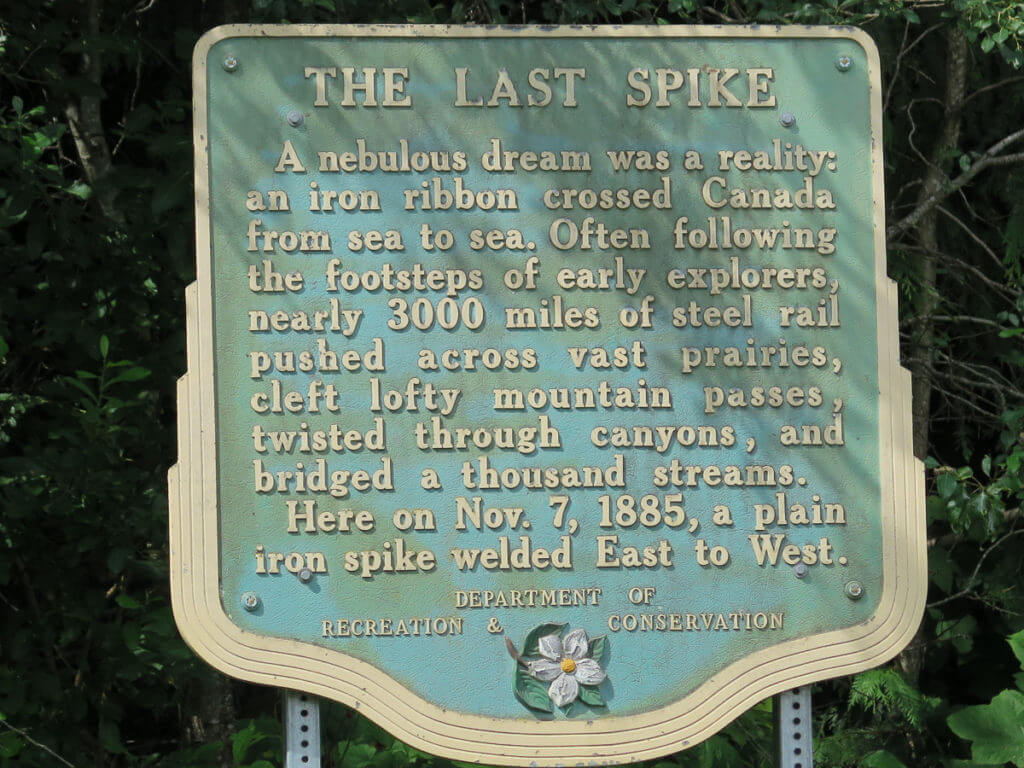 THE LAST SPIKE
A nebulous dream was a reality:
an iron ribbon crossed Canada
from sea to sea. Often following
the footsteps of early explorers,
nearly 3000 miles of steel rail
pushed across vast prairies,
cleft lofty mountain passes,
twisted through canyons, and
bridged a thousand streams.
Here on Nov. 7, 1885, a plain
iron spike welded East to West.
DEPARTMENT OF
RECREATION & CONSERVATION